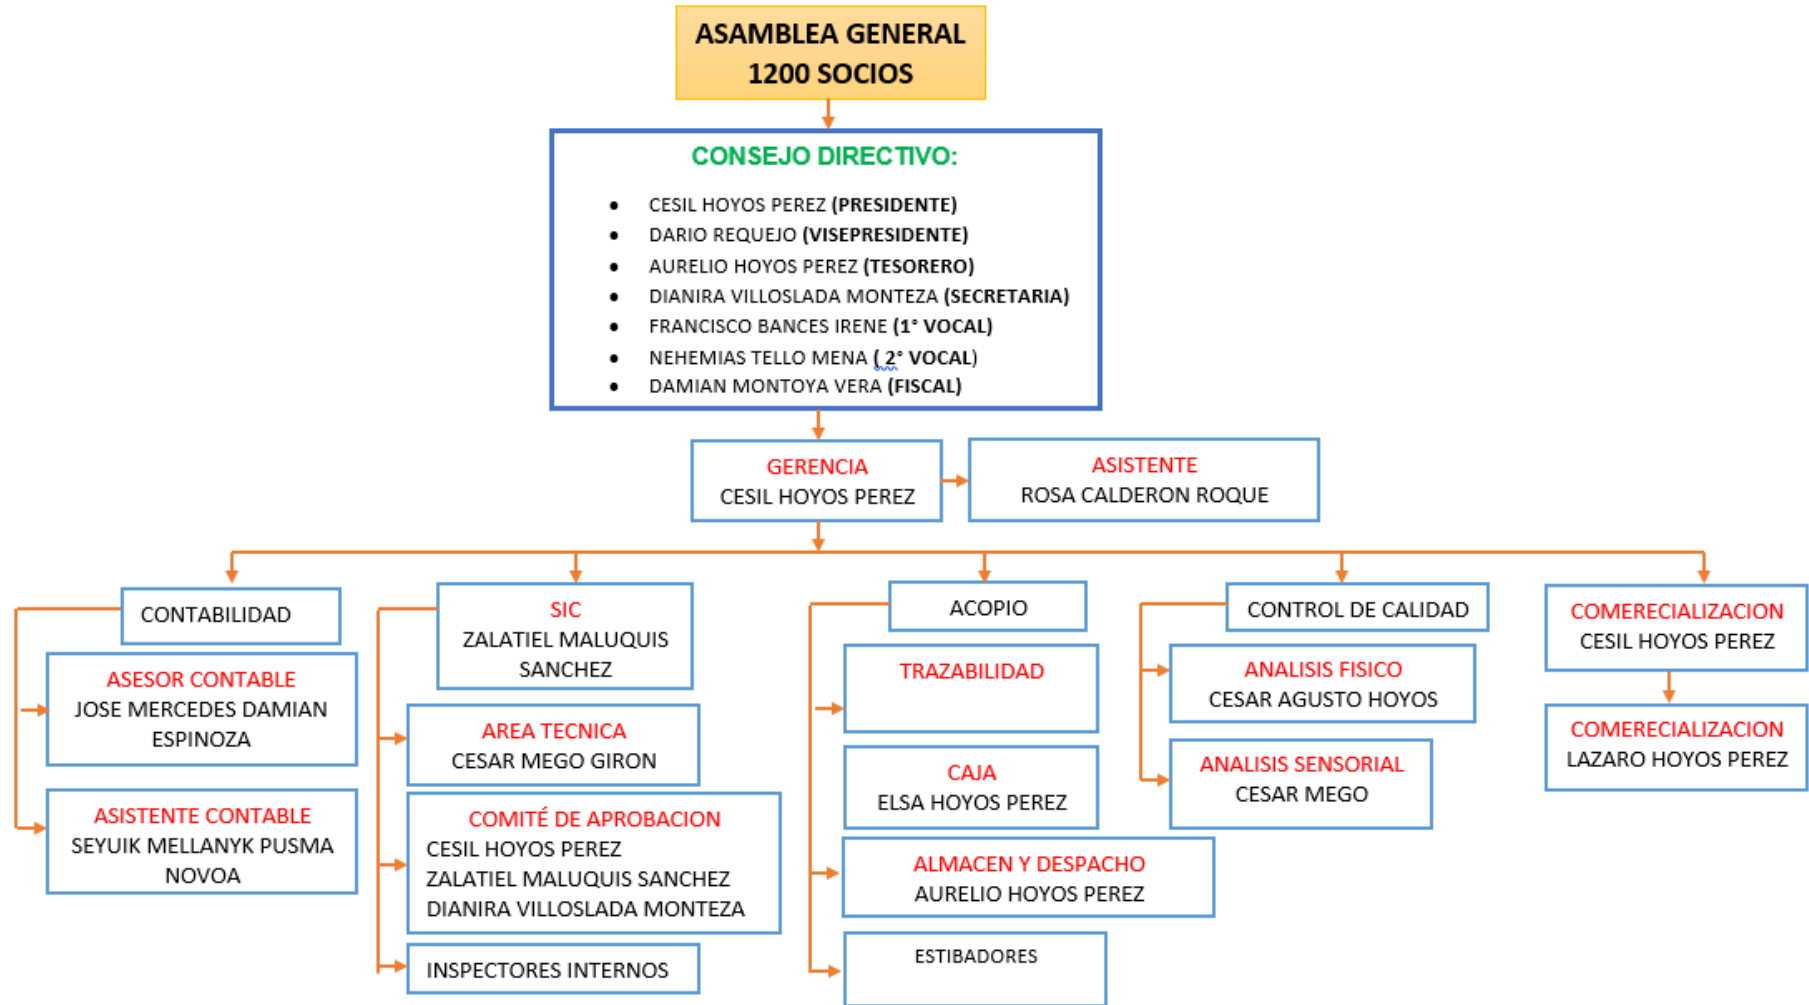 ASAMBLEA GENERAL
1200 SOCIOS
CONSEJO DIRECTIVO:
• CESIL HOYOS PEREZ (PRESIDENTE)
• DARIO REQUEJO (VISEPRESIDENTE)
• AURELIO HOYOS PEREZ (TESORERO)
• DIANIRA VILLOSLADA MONTEZA (SECRETARIA)
• FRANCISCO BANCES IRENE (1° VOCAL)
• NEHEMIAS TELLO MENA ( 2° VOCAL)
• DAMIAN MONTOYA VERA (FISCAL)
GERENCIA
CESIL HOYOS PEREZ
ASISTENTE
ROSA CALDERON ROQUE
CONTABILIDAD
ASESOR CONTABLE
JOSE MERCEDES DAMIAN
ESPINOZA
ASISTENTE CONTABLE
SEYUIK MELLANYK PUSMA
NOVOA
SIC
ZALATIEL MALUQUIS
SANCHEZ
AREA TECNICA
CESAR MEGO GIRON
COMITÉ DE APROBACION
CESIL HOYOS PEREZ
ZALATIEL MALUQUIS SANCHEZ
DIANIRA VILLOSLADA MONTEZA
INSPECTORES INTERNOS
ACOPIO
TRAZABILIDAD
CAJA
ELSA HOYOS PEREZ
ALMACEN Y DESPACHO
AURELIO HOYOS PEREZ
ESTIBADORES
CONTROL DE CALIDAD
ANALISIS FISICO
CESAR AGUSTO HOYOS
ANALISIS SENSORIAL
CESAR MEGO
COMERECIALIZACION
CESIL HOYOS PEREZ
COMERECIALIZACION
LAZARO HOYOS PEREZ